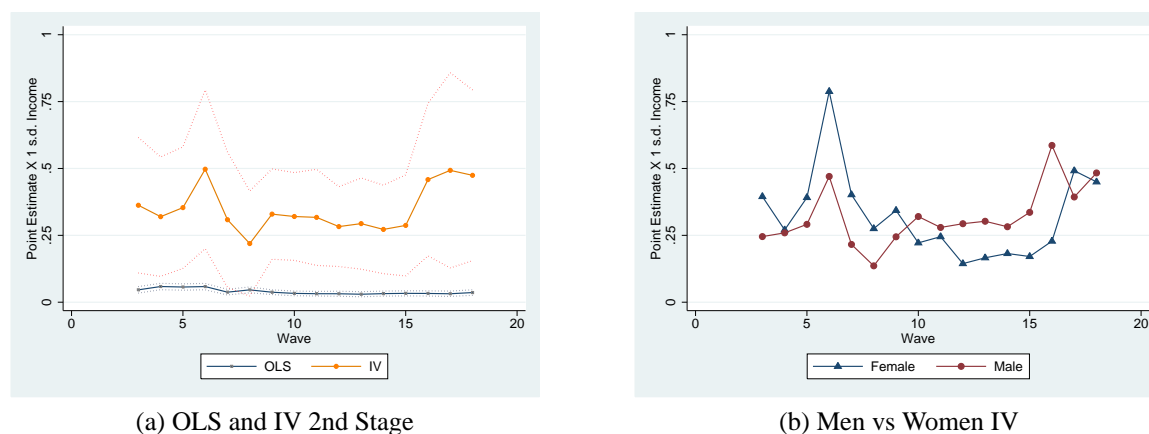 Point Estimate X 1 s.d. Income
1
.75
.5
.25
0
0 5 10 15 20
Wave
OLS IV
(a) OLS and IV 2nd Stage
Point Estimate X 1 s.d. Income
1
.75
.5
.25
0
0 5 10 15 20
Wave
Female Male
(b) Men vs Women IV